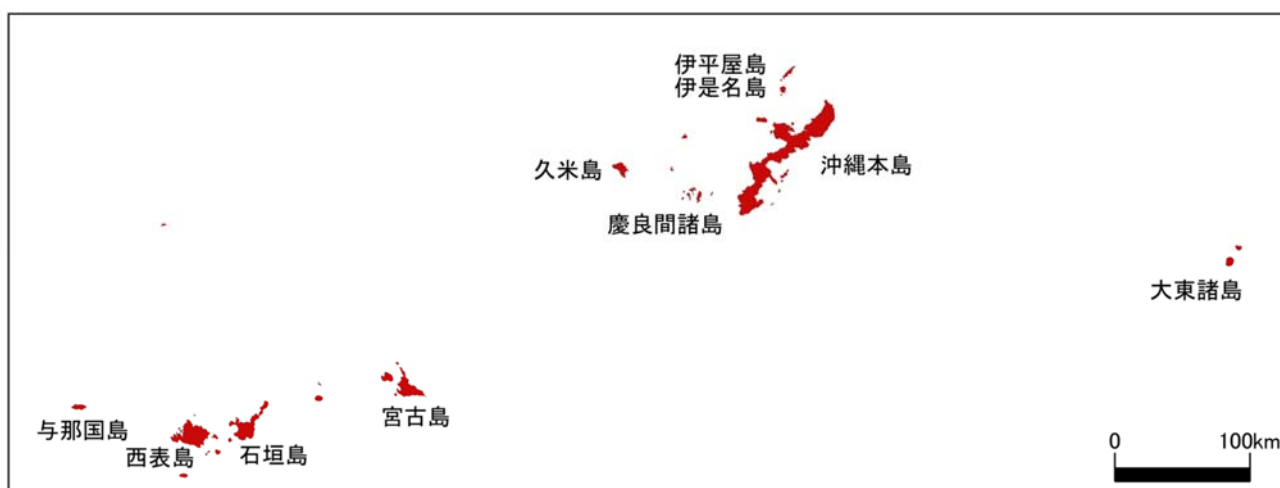 伊平屋島
伊是名島
久米島
沖縄本島
慶良間諸島
大東諸島
宮古島
与那国島
西表島
石垣島
0 100km